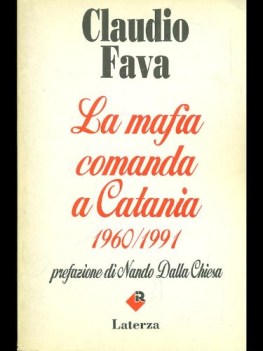 Claudio
Fava
La mafia
comanda
a Catania
1960/1991
prefazione di Nando Dalla Chiesa
R
Laterza